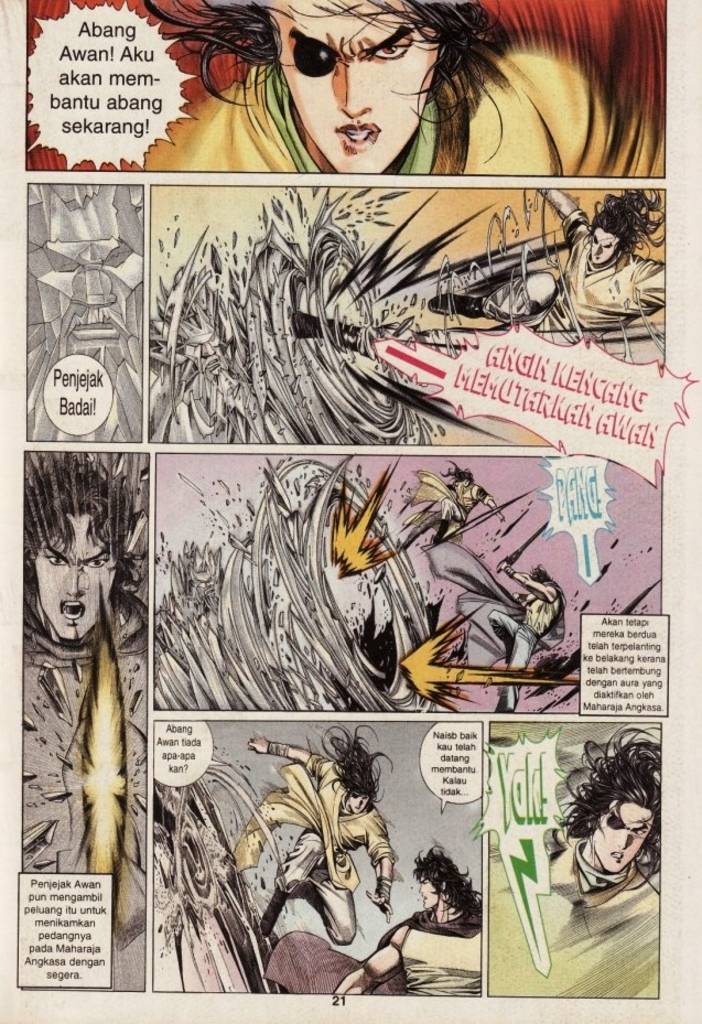 Abang
Awan! Aku
akan mem-
bantu abang
sekarang!
Penjejak
Badai!
ANGIN KENCANG
MEMUTARKAN AWAN
PANG!
Akan tetapi
mereka berdua
telah terpelanting
ke belakang kerana
telah bertembung
dengan aura yang
diaktifkan oleh
Maharaja Angkasa.
Penjejak Awan
pun mengambil
peluang itu untuk
menikamkan
pedangnya
pada Maharaja
Angkasa dengan
segera.
Abang
Awan tiada
apa-apa
kan?
Naisb baik
kau telah
datang
membantu
Kalau
tidak...
21